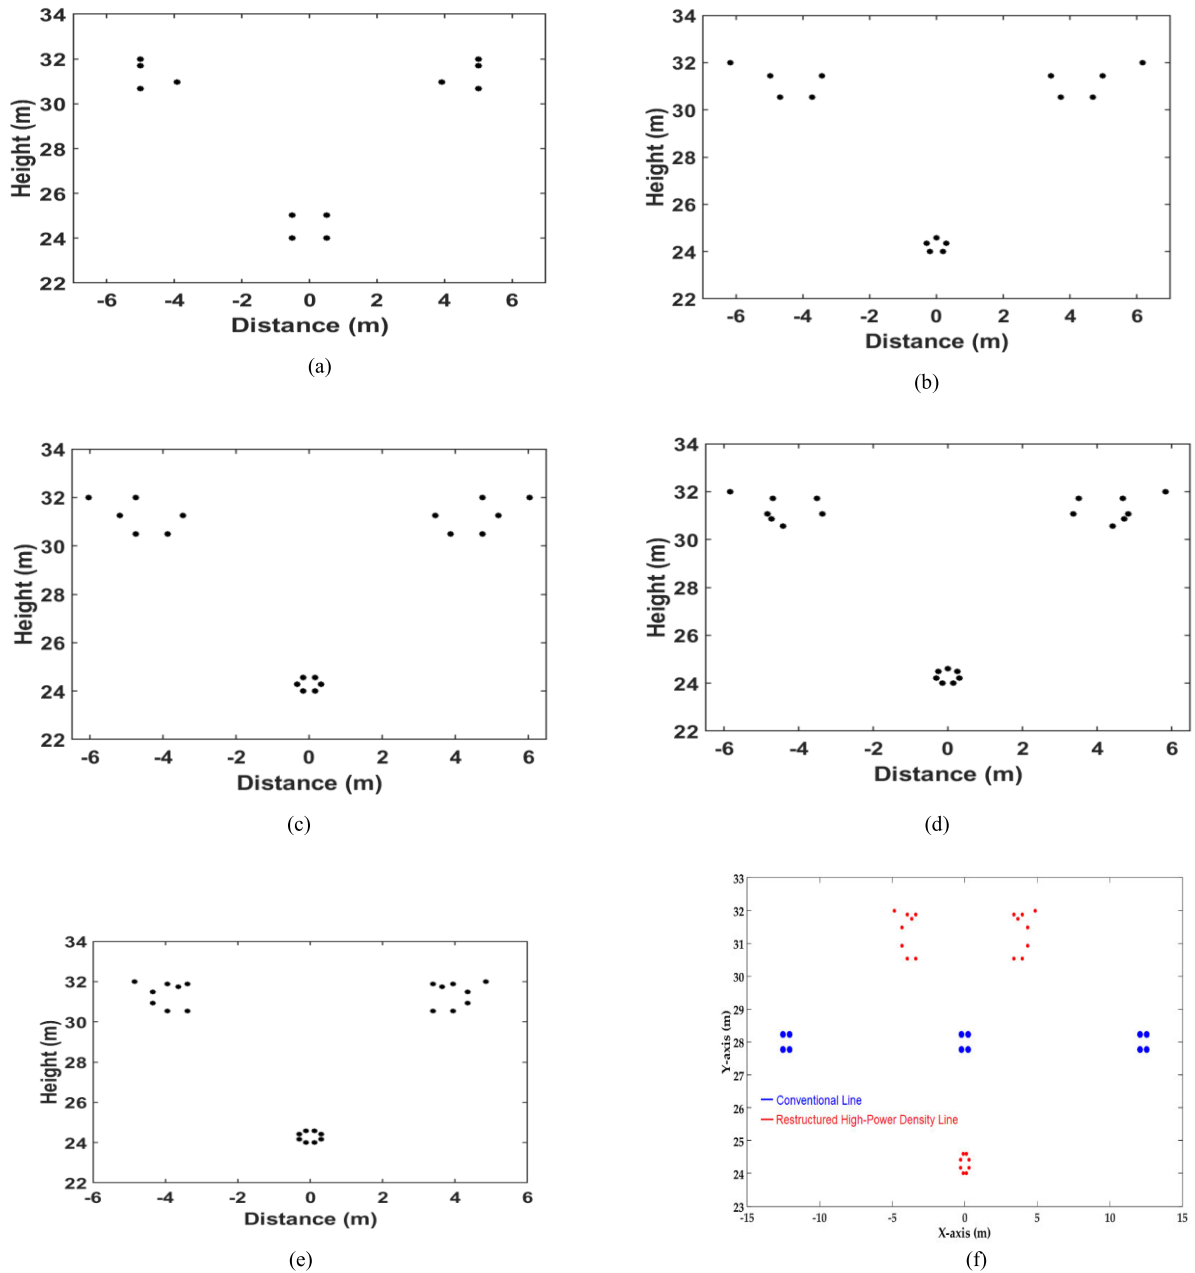 34
32
30
28
26
24
22
Height (m)
-6 -4 -2 0 2 4 6
Distance (m)
(a)
34
32
30
28
26
24
22
Height (m)
-6 -4 -2 0 2 4 6
Distance (m)
(b)
34
32
30
28
26
24
22
Height (m)
-6 -4 -2 0 2 4 6
Distance (m)
(c)
34
32
30
28
26
24
22
Height (m)
-6 -4 -2 0 2 4 6
Distance (m)
(d)
34
32
30
28
26
24
22
Height (m)
-6 -4 -2 0 2 4 6
Distance (m)
(e)
33
32
31
30
29
28
27
26
25
24
23
Y-axis (m)
Conventional Line
Restructured High-Power Density Line
-15 -10 -5 0 5 10 15
X-axis (m)
(f)